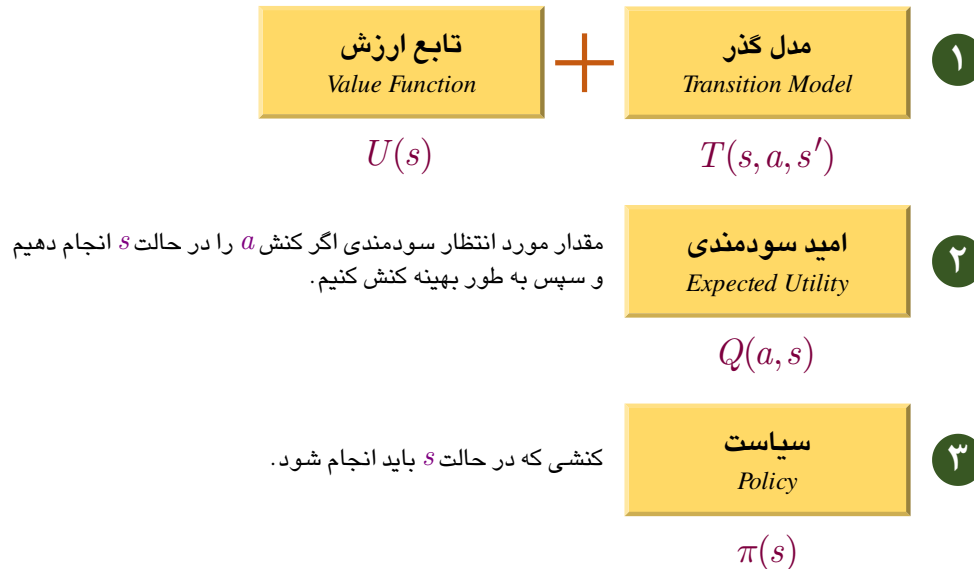 ۱
مدل گذر
Transition Model
T(s, a, s′)
+
تابع ارزش
Value Function
U(s)
۲
امید سودمندی
Expected Utility
Q(a, s)
مقدار مورد انتظار سودمندی اگر کنش a را در حالت s انجام دهیم
و سپس به طور بهینه کنش کنیم.
۳
سیاست
Policy
π(s)
کنشی که در حالت s باید انجام شود.